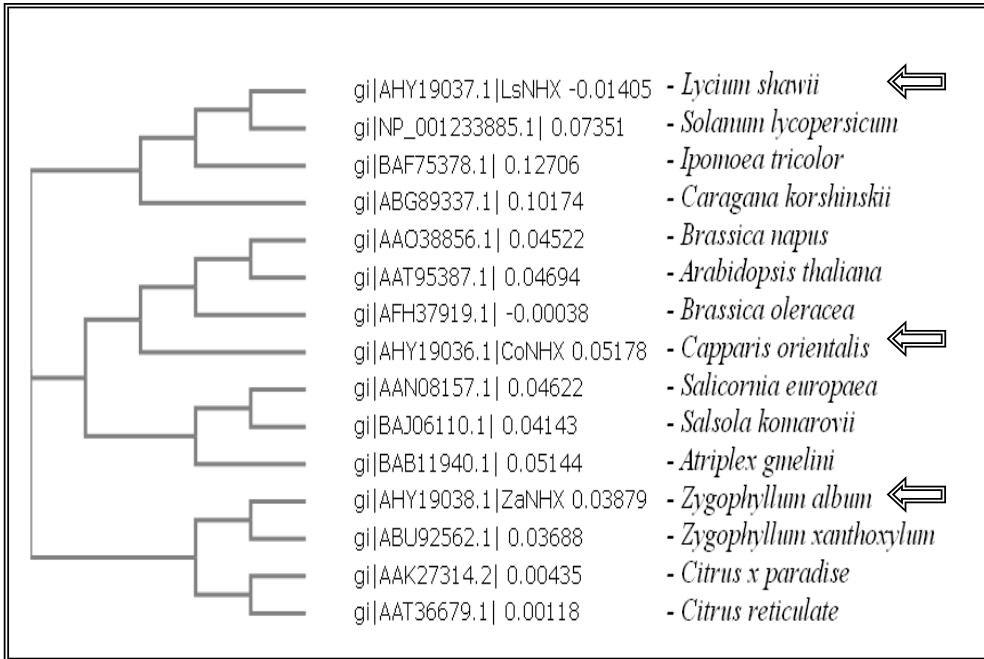 gi|AHY19037.1|LsNHX -0.01405 - Lycium shawii
gi|NP_001233885.1| 0.07351 - Solanum lycopersicum
gi|BAF75378.1| 0.12706 - Ipomoea tricolor
gi|ABG89337.1| 0.10174 - Caragana korshinskii
gi|AAO38856.1| 0.04522 - Brassica napus
gi|AAT95387.1| 0.04694 - Arabidopsis thaliana
gi|AFH37919.1| -0.00038 - Brassica oleracea
gi|AHY19036.1|CoNHX 0.05178 - Capparis orientalis
gi|AAN08157.1| 0.04622 - Salicornia europaea
gi|BAJ06110.1| 0.04143 - Salsola komarovii
gi|BAB11940.1| 0.05144 - Atriplex gmelini
gi|AHY19038.1|ZaNHX 0.03879 - Zygophyllum album
gi|ABU92562.1| 0.03688 - Zygophyllum xanthoxylum
gi|AAK27314.2| 0.00435 - Citrus x paradise
gi|AAT36679.1| 0.00118 - Citrus reticulate